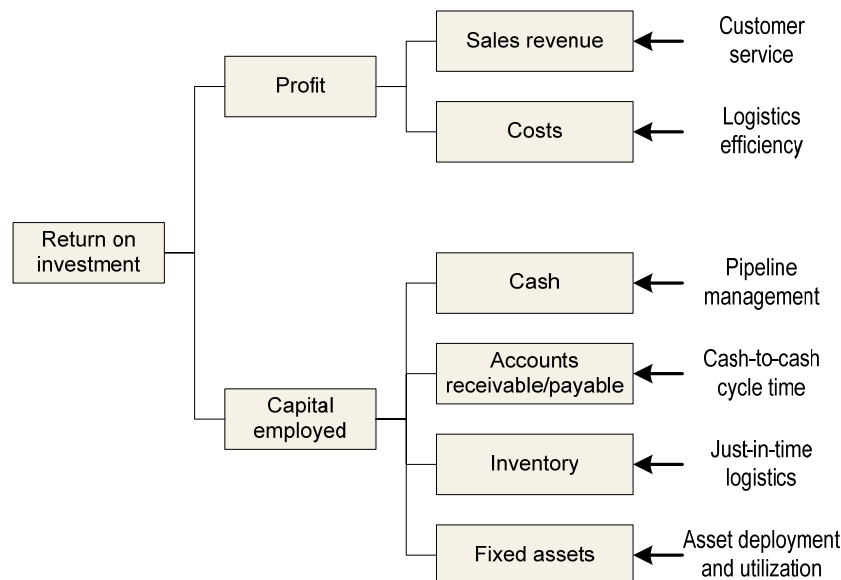 Sales revenue
Customer
service
Profit
Costs
Logistics
efficiency
Return on
investment
Cash
Pipeline
management
Accounts
receivable/payable
Cash-to-cash
cycle time
Capital
employed
Inventory
Just-in-time
logistics
Fixed assets
Asset deployment
and utilization